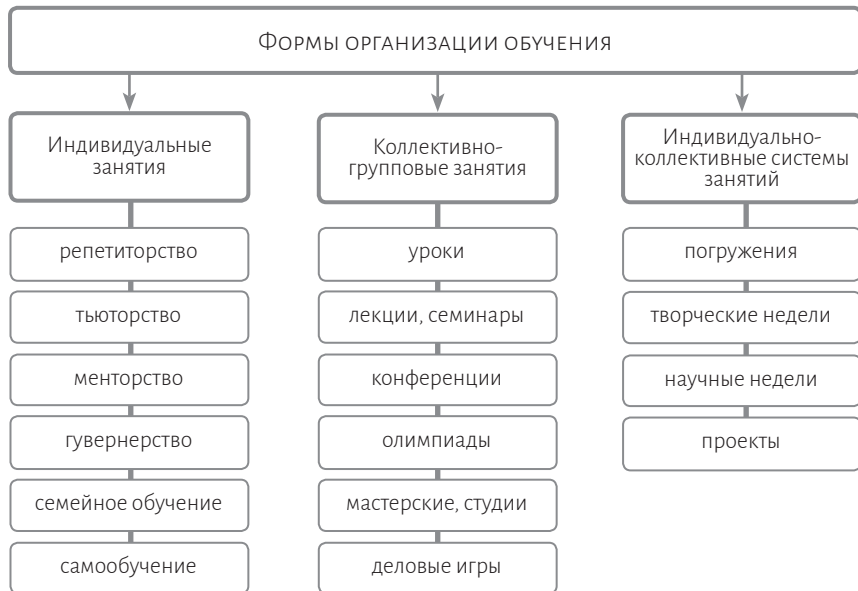 Формы организации обучения
Индивидуальные
занятия
репетиторство
тьюторство
менторство
гувернерство
семейное обучение
самообучение
Коллективно-
групповые занятия
уроки
лекции, семинары
конференции
олимпиады
мастерские, студии
деловые игры
Индивидуально-
коллективные системы
занятий
погружения
творческие недели
научные недели
проекты